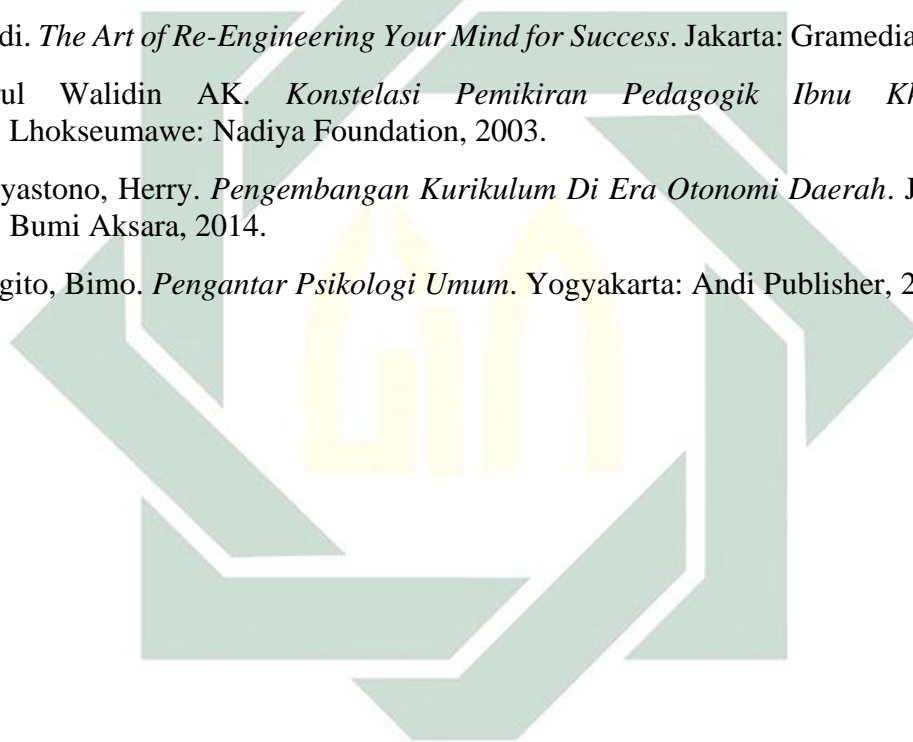 di. The Art of Re-Engineering Your Mind for Success. Jakarta: Gramedia
rul Walidin AK. Konstelasi Pemikiran Pedagogik Ibnu Kh
Lhokseumawe: Nadiya Foundation, 2003.
yastono, Herry. Pengembangan Kurikulum Di Era Otonomi Daerah. J
Bumi Aksara, 2014.
gito, Bimo. Pengantar Psikologi Umum. Yogyakarta: Andi Publisher, 2